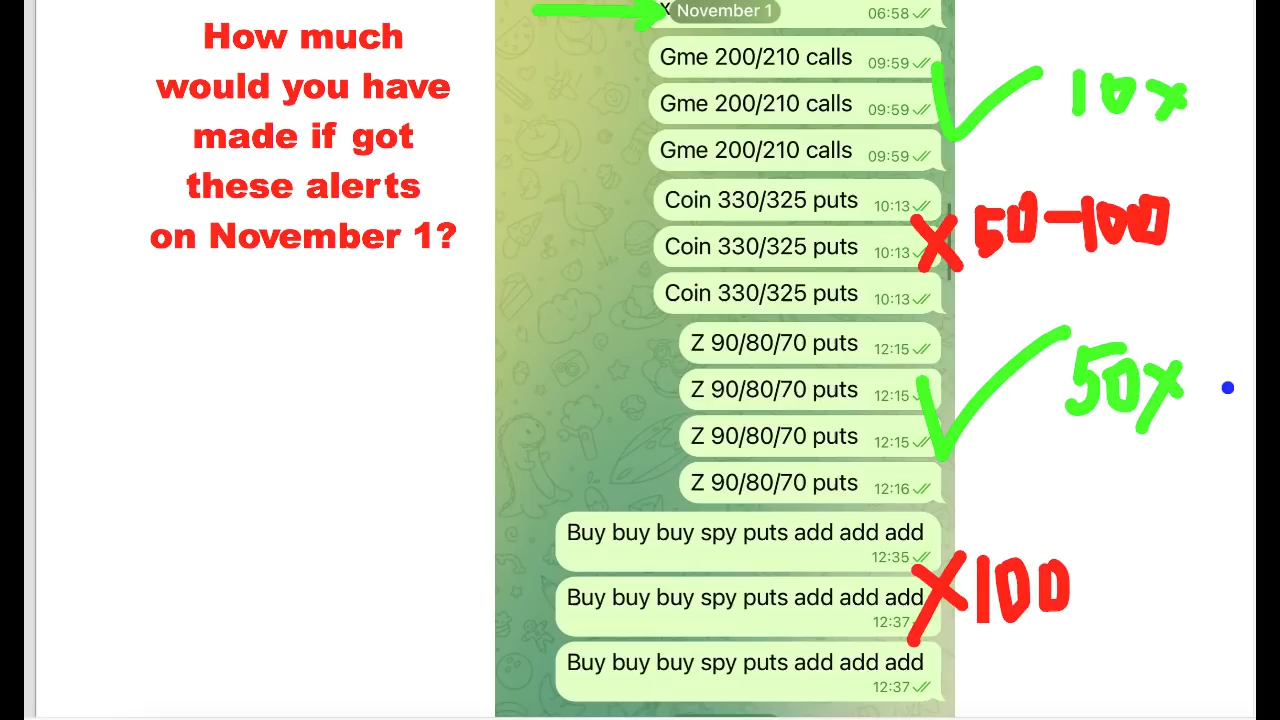 How much
would you have
made if got
these alerts
on November 1?
x
November 1
06:58
Gme 200/210 calls 09:59
Gme 200/210 calls 09:59
Gme 200/210 calls 09:59
10x
Coin 330/325 puts 10:13
Coin 330/325 puts 10:13
Coin 330/325 puts 10:13
X 50-100
Z 90/80/70 puts 12:15
Z 90/80/70 puts 12:15
Z 90/80/70 puts 12:15
Z 90/80/70 puts 12:16
50x
Buy buy buy spy puts add add add
12:35
Buy buy buy spy puts add add add
12:37
Buy buy buy spy puts add add add
12:37
X 100